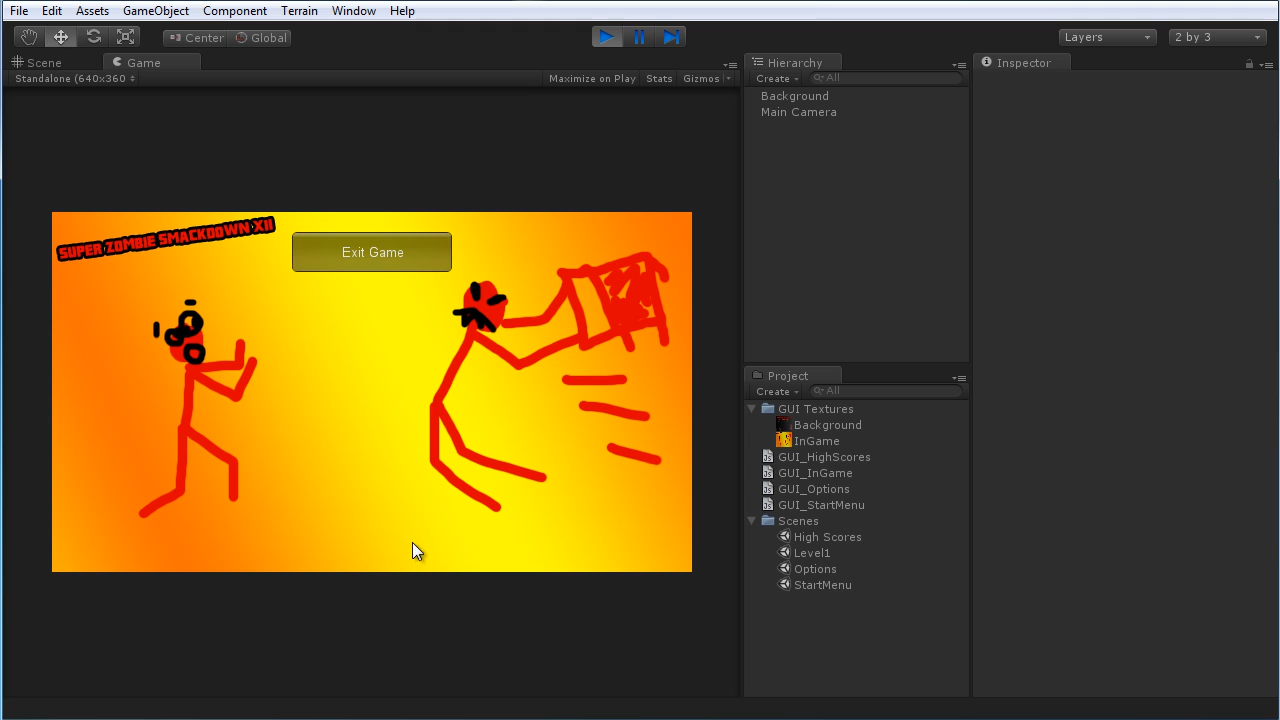 File Edit Assets GameObject Component Terrain Window Help
Center Global Layers 2 by 3
Scene Game Hierarchy Inspector
Standalone (640x360 Maximize on Play Stats Gizmos Create All
Background
Main Camera
SUPER ZOMBIE SMACKDOWN XII
Exit Game
Project
Create All
GUI Textures
Background
InGame
GUI_HighScores
GUI_InGame
GUI_Options
GUI_StartMenu
Scenes
High Scores
Level1
Options
StartMenu